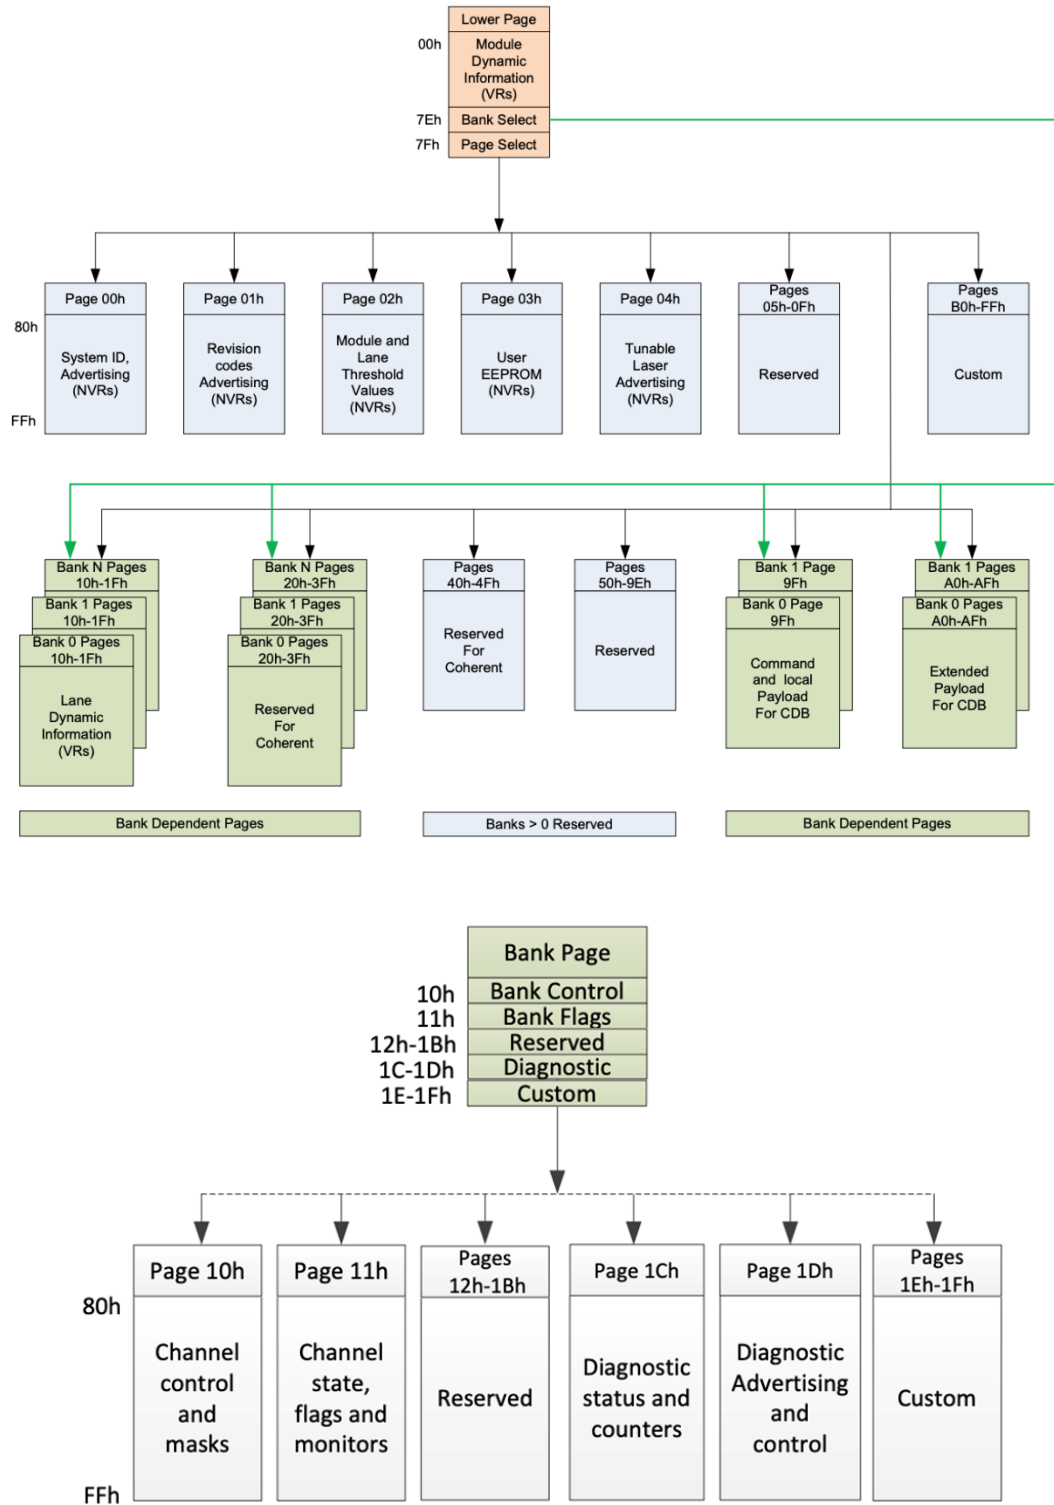 Lower Page
00h
Module
Dynamic
Information
(VRs)
7Eh
Bank Select
7Fh
Page Select
Page 00h
Page 01h
Page 02h
Page 03h
Page 04h
Pages
05h-0Fh
Pages
B0h-FFh
80h
System ID,
Advertising
(NVRs)
Revision
codes
Advertising
(NVRs)
Module and
Lane
Threshold
Values
(NVRs)
User
EEPROM
(NVRs)
Tunable
Laser
Advertising
(NVRs)
Reserved
Custom
FFh
Bank N Pages
10h-1Fh
Bank 1 Pages
10h-1Fh
Bank 0 Pages
10h-1Fh
Lane
Dynamic
Information
(VRs)
Bank N Pages
20h-3Fh
Bank 1 Pages
20h-3Fh
Bank 0 Pages
20h-3Fh
Reserved
For
Coherent
Pages
40h-4Fh
Reserved
For
Coherent
Pages
50h-9Eh
Reserved
Bank 1 Page
9Fh
Bank 0 Page
9Fh
Command
and local
Payload
For CDB
Bank 1 Pages
A0h-AFh
Bank 0 Pages
A0h-AFh
Extended
Payload
For CDB
Bank Dependent Pages
Banks > 0 Reserved
Bank Dependent Pages
Bank Page
10h
Bank Control
11h
Bank Flags
12h-1Bh
Reserved
1C-1Dh
Diagnostic
1E-1Fh
Custom
Page 10h
Page 11h
Pages
12h-1Bh
Page 1Ch
Page 1Dh
Pages
1Eh-1Fh
80h
Channel
control
and
masks
Channel
state,
flags and
monitors
Reserved
Diagnostic
status and
counters
Diagnostic
Advertising
and
control
Custom
FFh